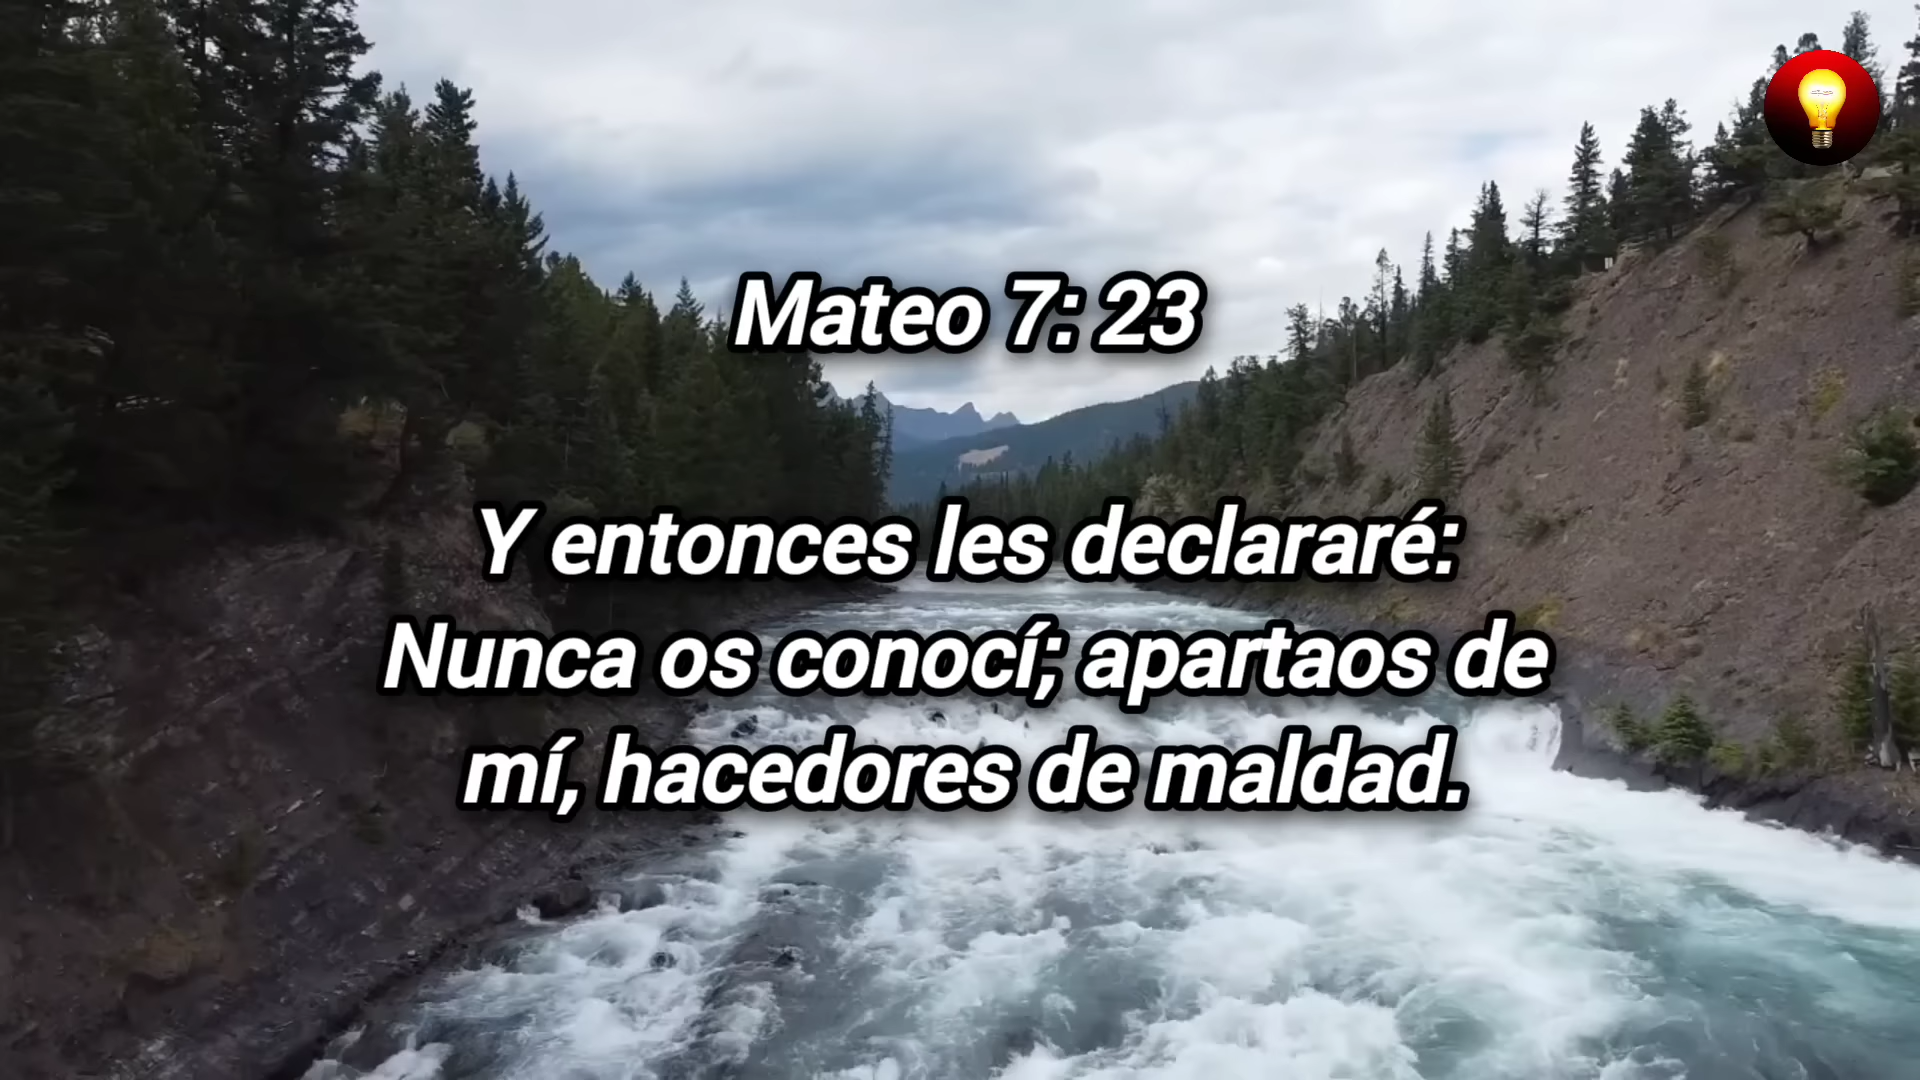 Mateo 7: 23
Y entonces les declararé:
Nunca os conocí; apartaos de
mí, hacedores de maldad.